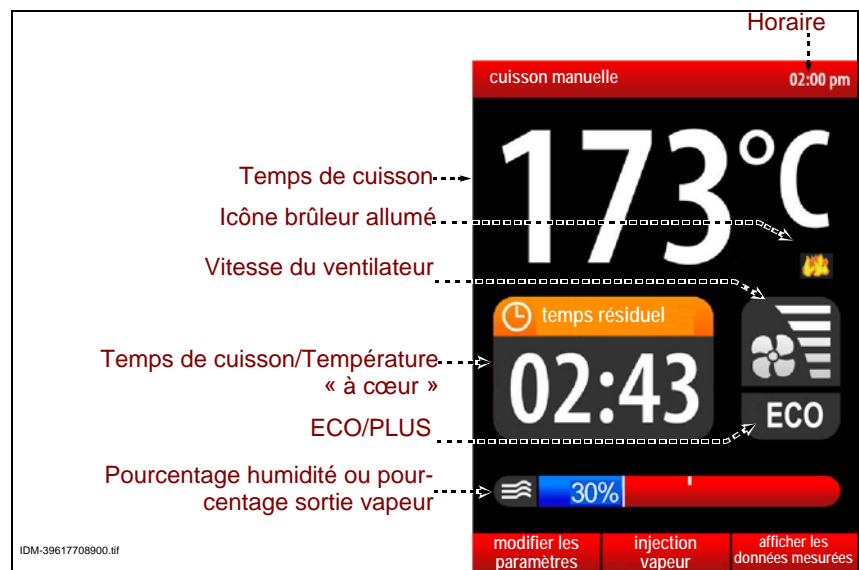 Horaire
cuisson manuelle 02:00 pm
173°C
Temps de cuisson
Icône brûleur allumé
Vitesse du ventilateur
temps résiduel
Temps de cuisson/Température
« à cœur »
02:43
ECO/PLUS
ECO
Pourcentage humidité ou pour-
centage sortie vapeur
30%
IDM-39617708900.tif
modifier les
paramètres
injection
vapeur
afficher les
données mesurées